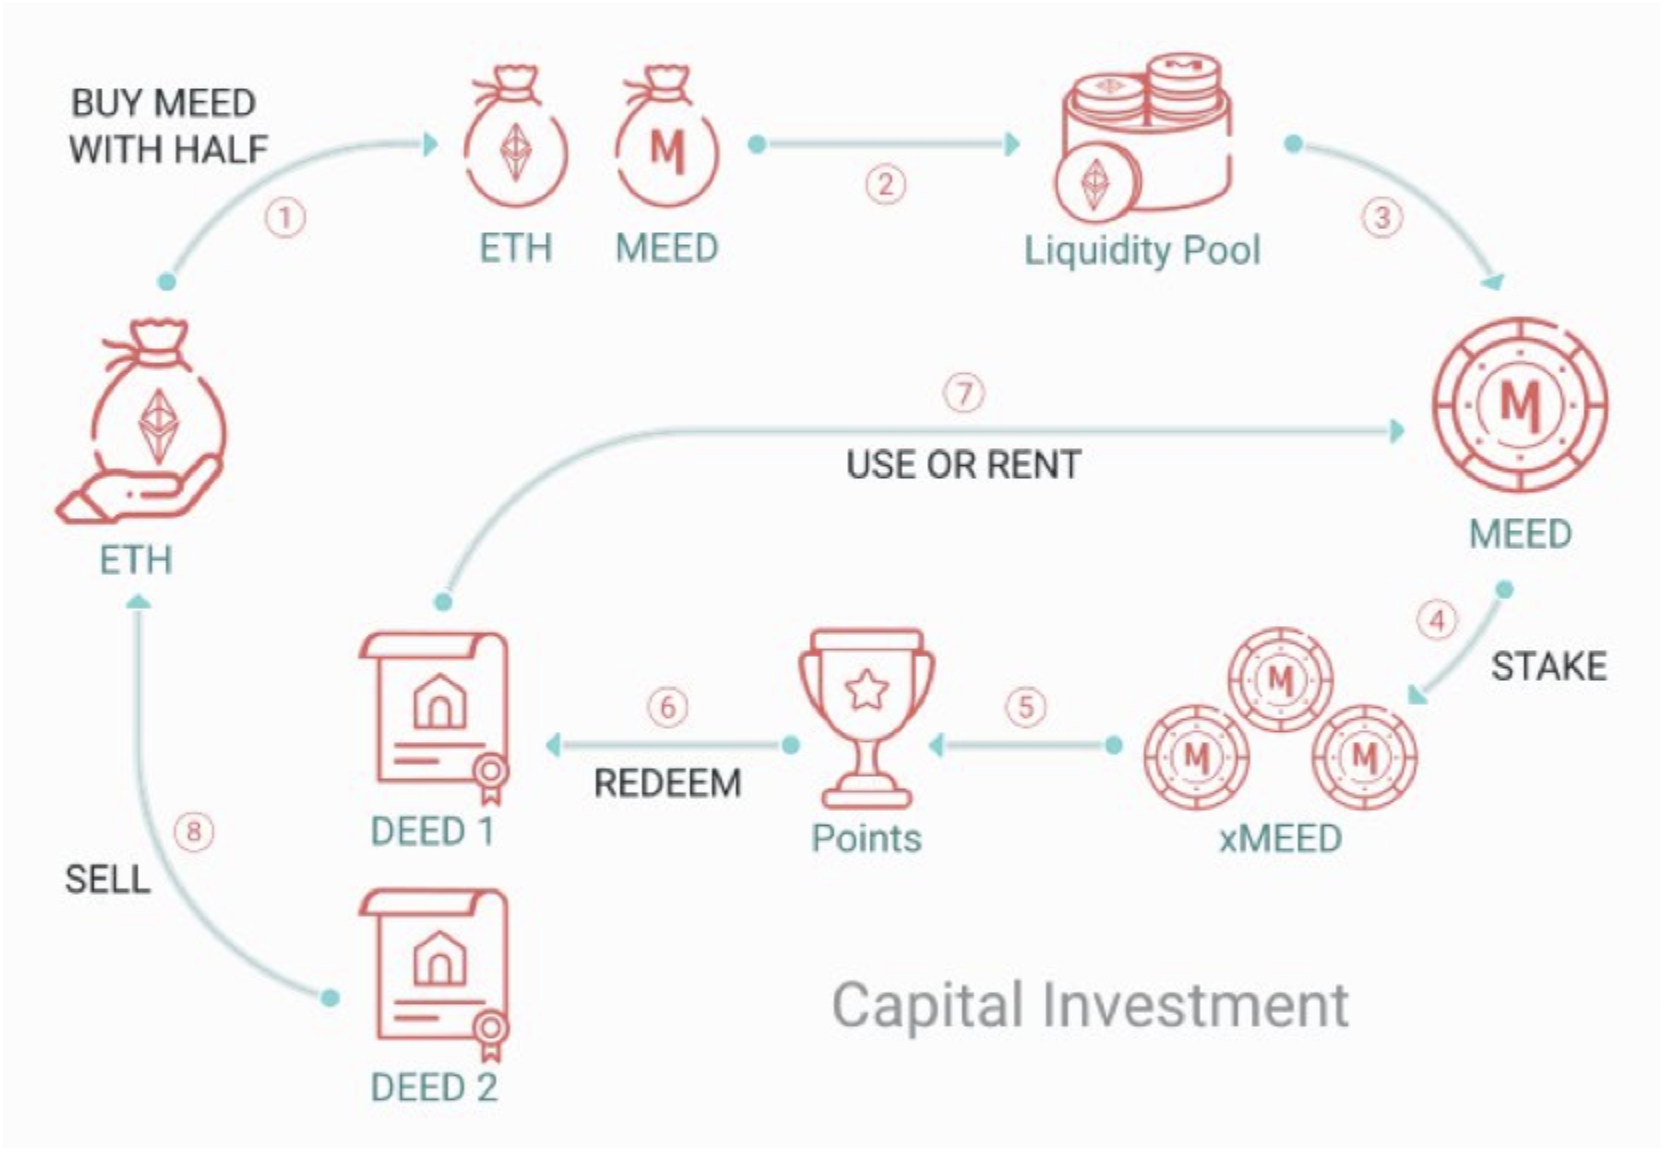 BUY MEED
WITH HALF
1
ETH
M
MEED
2
M
Liquidity Pool
3
ETH
7
USE OR RENT
M
MEED
4
STAKE
M
M
M
xMEED
5
Points
6
REDEEM
DEED 1
8
SELL
DEED 2
Capital Investment